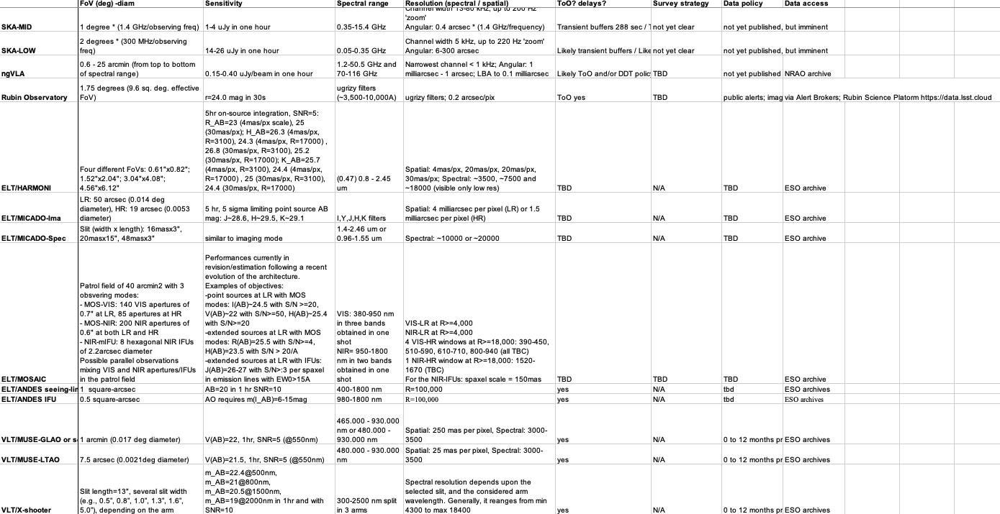 FoV (deg) -diam	Sensitivity	Spectral range	Resolution (spectral / spatial)	ToO? delays?	Survey strategy	Data policy	Data access
SKA-MID
1 degree * (1.4 GHz/observing freq)
1-4 uJy in one hour
0.35-15.4 GHz
Channel width 13-80 kHz, up to 200 Hz
'zoom'
Angular: 0.4 arcsec * (1.4 GHz/frequency)
Transient buffers 288 sec /
not yet clear
not yet published, but imminent
SKA-LOW
2 degrees * (300 MHz/observing
freq)
14-26 uJy in one hour
0.05-0.35 GHz
Channel width 5 kHz, up to 220 Hz 'zoom'
Angular: 6-300 arcsec
Likely transient buffers / Like
not yet clear
not yet published, but imminent
ngVLA
0.6 - 25 arcmin (from top to bottom
of spectral range)
0.15-0.40 uJy/beam in one hour
1.2-50.5 GHz and
70-116 GHz
Narrowest channel < 1 kHz; Angular: 1
milliarcsec - 1 arcsec; LBA to 0.1 milliarcsec
Likely ToO and/or DDT polic
TBD
not yet published
NRAO archive
Rubin Observatory
1.75 degrees (9.6 sq. deg. effective
FoV)
r=24.0 mag in 30s
ugrizy filters
(~3,500-10,000A)
ugrizy filters; 0.2 arcsec/pix
ToO yes
TBD
public alerts; imag
via Alert Brokers; Rubin Science Platorm https://data.lsst.cloud
ELT/HARMONI
Four different FoVs: 0.61"x0.82";
1.52"x2.04"; 3.04"x4.08";
4.56"x6.12"
5hr on-source integration, SNR=5:
R_AB=23 (4mas/px scale), 25
(30mas/px); H_AB=26.3 (4mas/px,
R=3100), 24.3 (4mas/px, R=17000) ,
26.8 (30mas/px, R=3100), 25.2
(30mas/px, R=17000); K_AB=25.7
(4mas/px, R=3100), 24.4 (4mas/px,
R=17000) , 25 (30mas/px, R=3100),
24.4 (30mas/px, R=17000)
(0.47) 0.8 - 2.45
um
Spatial: 4mas/px, 20mas/px, 20mas/px,
30mas/px; Spectral: ~3500, ~7500 and
~18000 (visible only low res)
TBD
N/A
TBD
ESO archive
ELT/MICADO-Ima
LR: 50 arcsec (0.014 deg
diameter), HR: 19 arcsec (0.0053
diameter)
5 hr, 5 sigma limiting point source AB
mag: J~28.6, H~29.5, K~29.1
I,Y,J,H,K filters
Spatial: 4 milliarcsec per pixel (LR) or 1.5
milliarcsec per pixel (HR)
TBD
N/A
TBD
ESO archive
ELT/MICADO-Spec
Slit (width x length): 16masx3",
20masx15", 48masx3"
similar to imaging mode
1.4-2.46 um or
0.96-1.55 um
Spectral: ~10000 or ~20000
TBD
N/A
TBD
ESO archive
ELT/MOSAIC
Patrol field of 40 arcmin2 with 3
obsvering modes:
- MOS-VIS: 140 VIS apertures of
0.7" at LR, 85 apertures at HR
- MOS-NIR: 200 NIR apertures of
0.6" at both LR and HR
- NIR-mIFU: 8 hexagonal NIR IFUs
of 2.2arcsec diameter
Possible parallel observations
mixing VIS and NIR apertures/IFUs
in the patrol field
Performances currently in
revision/estimation following a recent
evolution of the architecture.
Examples of objectives:
-point sources at LR with MOS
modes: I(AB)~24.5 with S/N >=20,
V(AB)~22 with S/N>=50, H(AB)~25.4
with S/N>=20
-extended sources at LR with MOS
modes: R(AB)=25.5 with S/N>=4,
H(AB)=23.5 with S/N > 20/A
-extended sources at LR with IFUs:
J(AB)=26-27 with S/N>:3 per spaxel
in emission lines with EW0>15A
VIS: 380-950 nm
in three bands
obtained in one
shot
NIR= 950-1800
nm in two bands
obtained in one
shot
VIS-LR at R>=4,000
NIR-LR at R>=4,000
4 VIS-HR windows at R>=18,000: 390-450,
510-590, 610-710, 800-940 (all TBC)
1 NIR-HR window at R>=18.000: 1520-
1670 (TBC)
For the NIR-IFUs: spaxel scale = 150mas
TBD
TBD
TBD
ESO archive
ELT/ANDES seeing-lin
1 square-arcsec
AB=20 in 1 hr SNR=10
400-1800 nm
R=100,000
yes
N/A
tbd
ESO archives
ELT/ANDES IFU
0.5 square-arcsec
AO requires m(I_AB)=6-15mag
980-1800 nm
R=100,000
yes
N/A
tbd
ESO archives
VLT/MUSE-GLAO or s
1 arcmin (0.017 deg diameter)
V(AB)=22, 1hr, SNR=5 (@550nm)
465.000 - 930.000
nm or 480.000 -
930.000 nm
Spatial: 250 mas per pixel, Spectral: 3000-
3500
yes
N/A
0 to 12 months pr
ESO archives
VLT/MUSE-LTAO
7.5 arcsec (0.0021deg diameter)
V(AB)=21.5, 1hr, SNR=5 (@550nm)
480.000 - 930.000
nm
Spatial: 25 mas per pixel, Spectral: 3000-
3500
yes
N/A
0 to 12 months pr
ESO archives
VLT/X-shooter
Slit length=13", several slit width
(e.g., 0.5", 0.8", 1.0", 1.3", 1.6",
5.0"), depending on the arm
m_AB=22.4@500nm,
m_AB=21@800nm,
m_AB=20.5@1500nm,
m_AB=19@2000nm in 1hr and with
SNR=10
300-2500 nm split
in 3 arms
Spectral resolution depends upon the
selected slit, and the considered arm
wavelength. Generally, it reanges from min
4300 to max 18400
yes
N/A
0 to 12 months pr
ESO archives